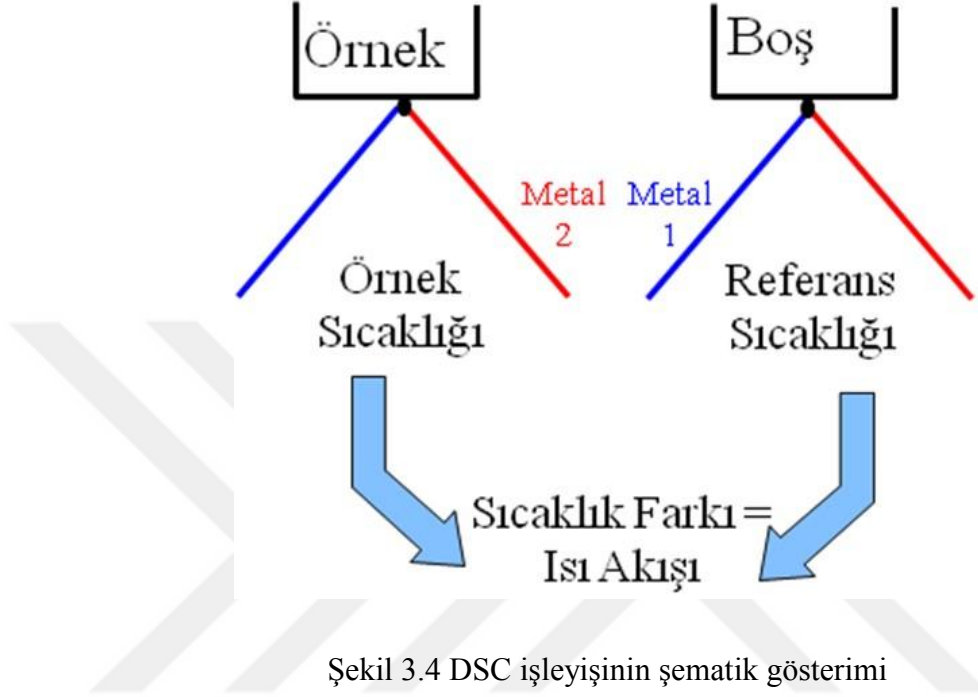 Örnek
Boş
Metal
2
Metal
1
Örnek
Sıcaklığı
Referans
Sıcaklığı
Sıcaklık Farkı =
Isı Akışı
Şekil 3.4 DSC işleyişinin şematik gösterimi